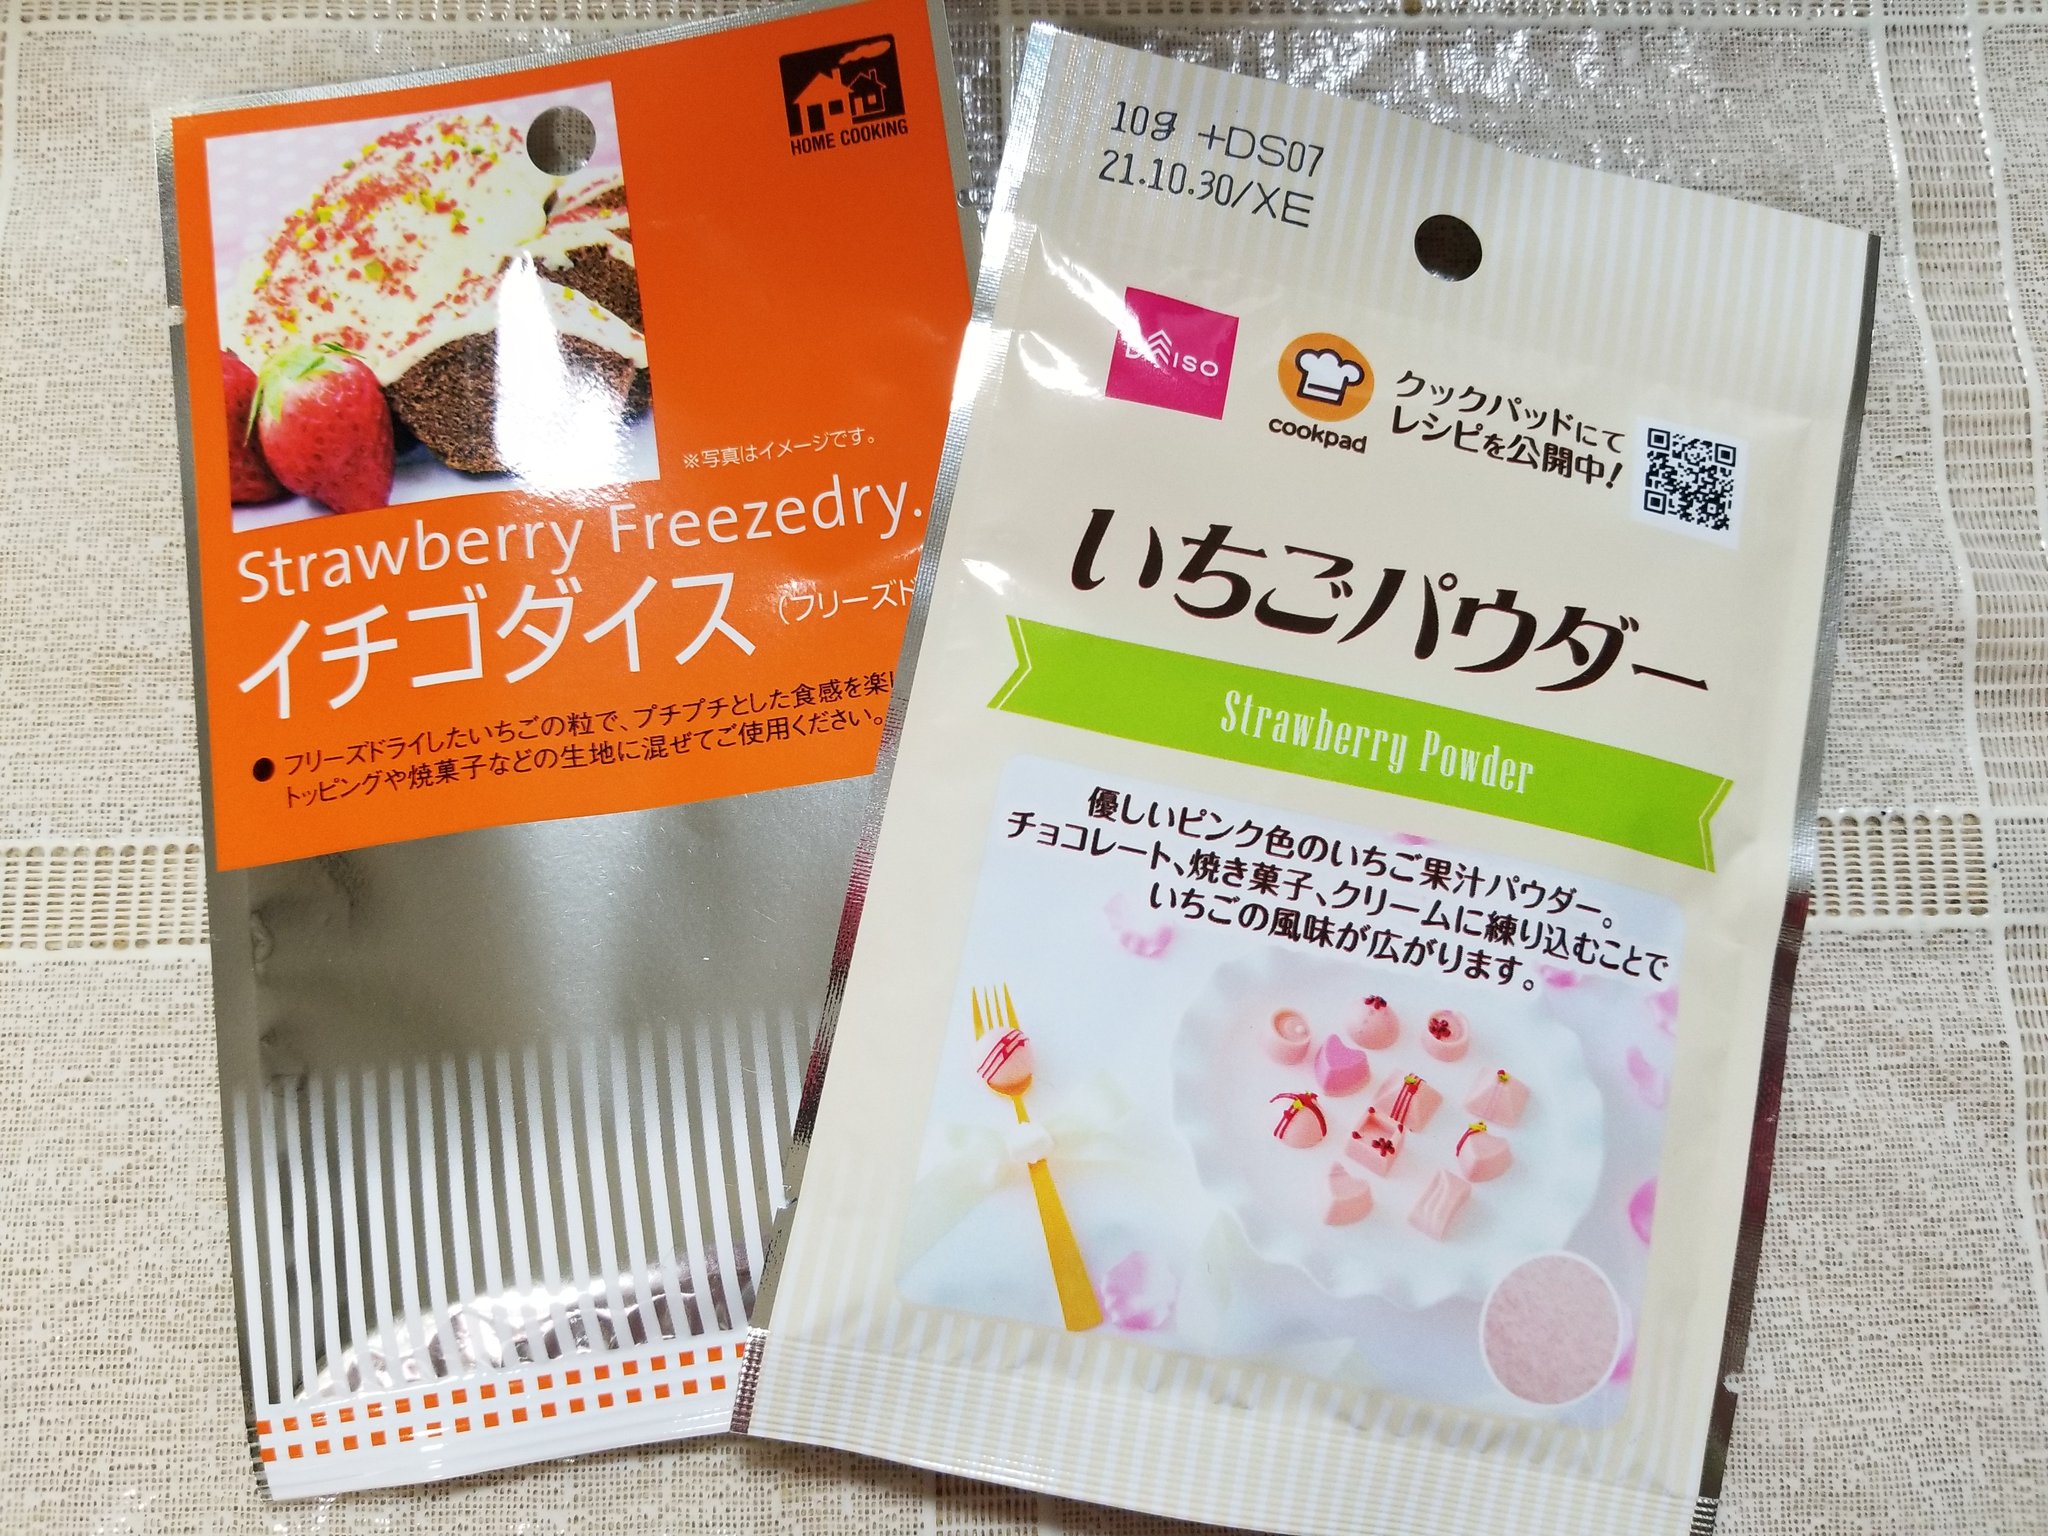 HOME COOKING
※写真はイメージです。
Strawberry Freezedry.
イチゴダイス
(フリーズド
●フリーズドライしたいちごの粒で、プチプチとした食感を楽
トッピングや焼菓子などの生地に混ぜてご使用ください。
10g +DS07
21.10.30/XE
DAISO
cookpad
クックパッドにて
レシピを公開中!
いちごパウダー
Strawberry Powder
優しいピンク色のいちご果汁パウダー。
チョコレート、焼き菓子、クリームに練り込むことで
いちごの風味が広がります。